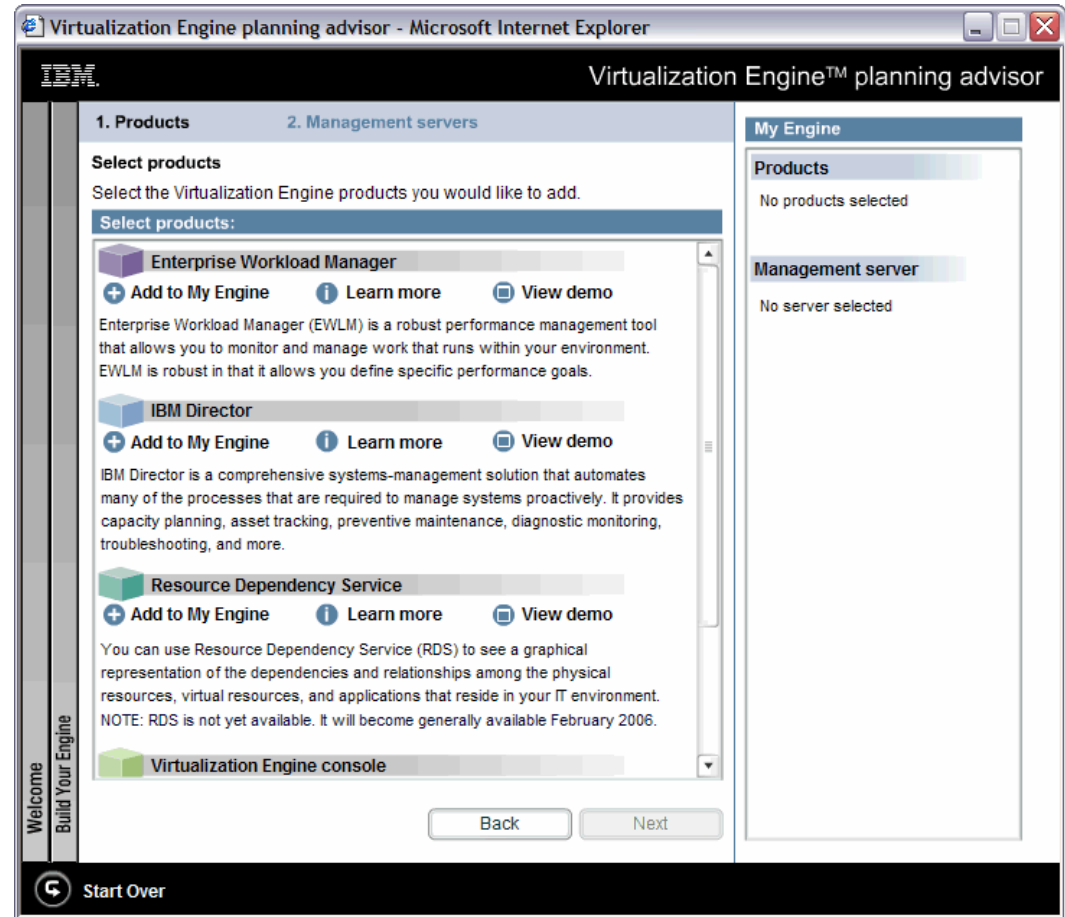 Virtualization Engine planning advisor - Microsoft Internet Explorer
IBM.
Virtualization Engine™ planning advisor
1. Products
2. Management servers
Select products
Select the Virtualization Engine products you would like to add.
Select products:
Enterprise Workload Manager
Add to My Engine
Learn more
View demo
Enterprise Workload Manager (EWLM) is a robust performance management tool
that allows you to monitor and manage work that runs within your environment.
EWLM is robust in that it allows you define specific performance goals.
IBM Director
Add to My Engine
Learn more
View demo
IBM Director is a comprehensive systems-management solution that automates
many of the processes that are required to manage systems proactively. It provides
capacity planning, asset tracking, preventive maintenance, diagnostic monitoring,
troubleshooting, and more.
Resource Dependency Service
Add to My Engine
Learn more
View demo
You can use Resource Dependency Service (RDS) to see a graphical
representation of the dependencies and relationships among the physical
resources, virtual resources, and applications that reside in your IT environment.
NOTE: RDS is not yet available. It will become generally available February 2006.
Virtualization Engine console
Back
Next
My Engine
Products
No products selected
Management server
No server selected
Welcome
Build Your Engine
Start Over